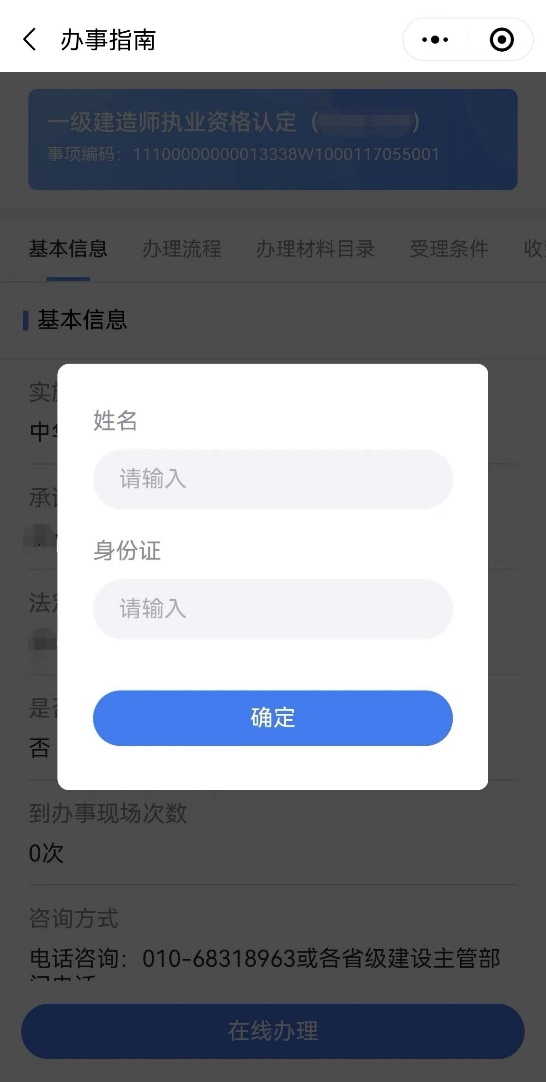 办事指南
一级建造师执业资格认定（）
事项编码：11100000000013338W1000117055001
基本信息 办理流程 办理材料目录 受理条件 收
基本信息
姓名
请输入
身份证
请输入
确定
否
到办事现场次数
0次
咨询方式
电话咨询：010-68318963或各省级建设主管部
在线办理